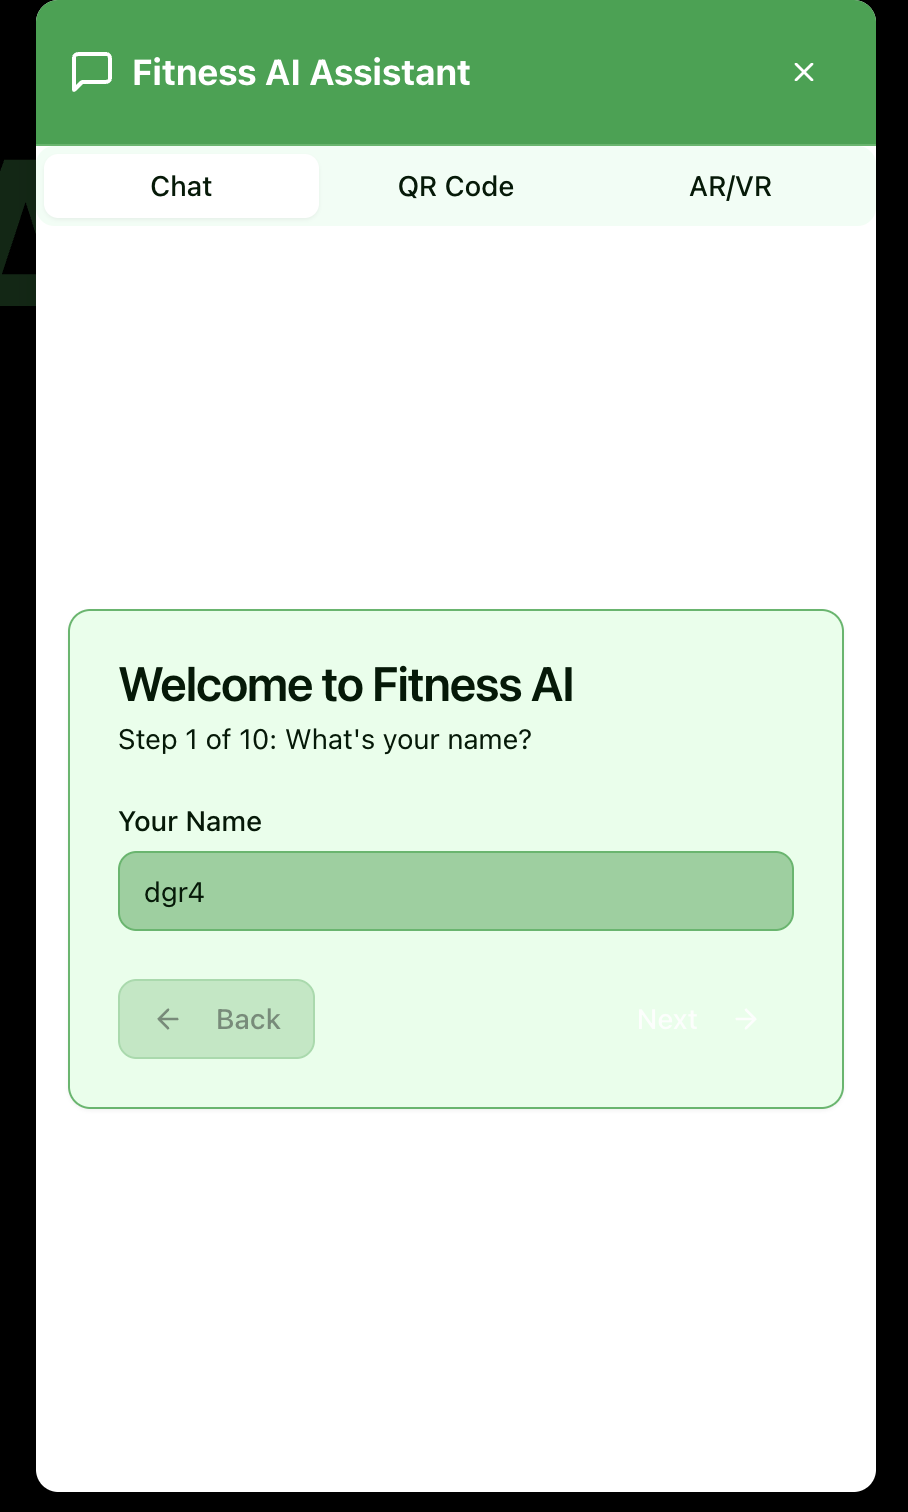 Fitness AI Assistant
Chat QR Code AR/VR
Welcome to Fitness AI
Step 1 of 10: What's your name?
Your Name
dgr4
Back Next